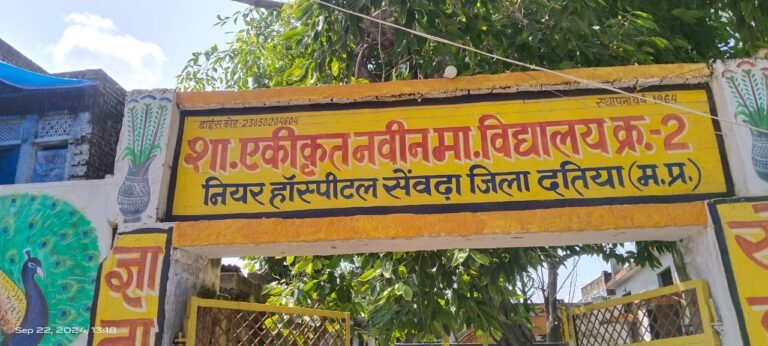 डाईस कोड-23050204604
स्थापना वर्ष 1964
शा. एकीकृत नवीन मा. विद्यालय क्र.-2
नियर हॉस्पीटल सेंवढ़ा जिला दतिया (म.प्र.)
ज्ञा
Sep 22, 2024, 13:18